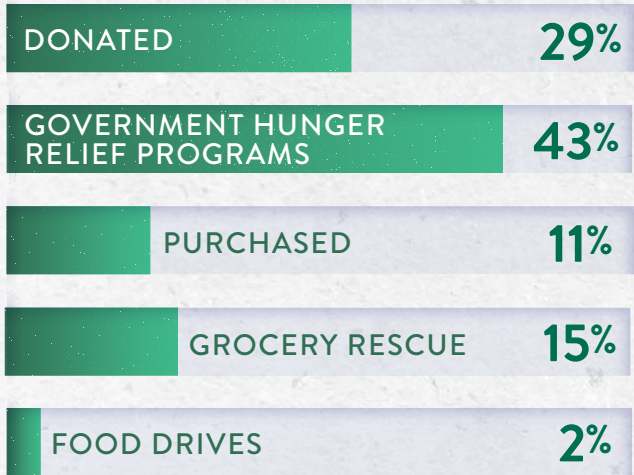 DONATED 29%
GOVERNMENT HUNGER
RELIEF PROGRAMS 43%
PURCHASED 11%
GROCERY RESCUE 15%
FOOD DRIVES 2%